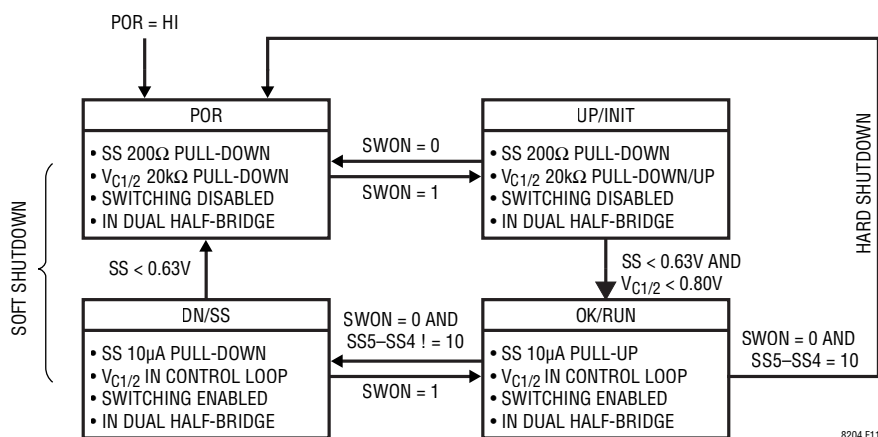 POR = HI
POR
• SS 200Ω PULL-DOWN
• VC1/2 20kΩ PULL-DOWN
• SWITCHING DISABLED
• IN DUAL HALF-BRIDGE
SWON = 0
SWON = 1
UP/INIT
• SS 200Ω PULL-DOWN
• VC1/2 20kΩ PULL-DOWN/UP
• SWITCHING DISABLED
• IN DUAL HALF-BRIDGE
HARD SHUTDOWN
SOFT SHUTDOWN
SS < 0.63V
SS < 0.63V AND
VC1/2 < 0.80V
DN/SS
• SS 10µA PULL-DOWN
• VC1/2 IN CONTROL LOOP
• SWITCHING ENABLED
• IN DUAL HALF-BRIDGE
SWON = 0 AND
SS5–SS4 ! = 10
SWON = 1
OK/RUN
• SS 10µA PULL-UP
• VC1/2 IN CONTROL LOOP
• SWITCHING ENABLED
• IN DUAL HALF-BRIDGE
SWON = 0 AND
SS5–SS4 = 10
8204 F11